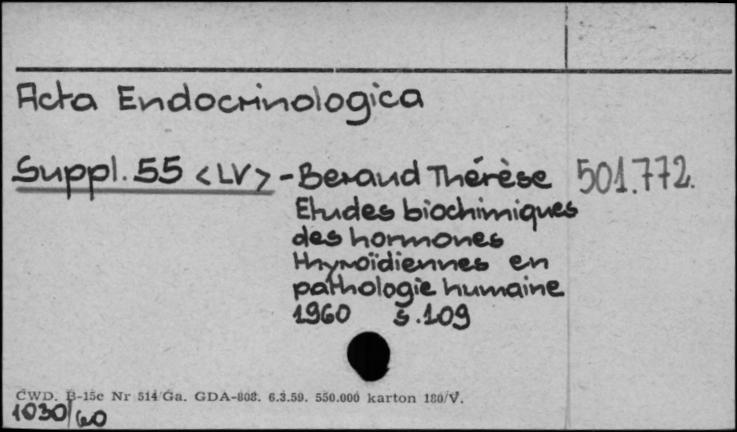 Acta Endocrinologica
Suppl. 55 <LV> - Beraud Thérèse 501.772.
Etudes biochimiques
des hormones
thyroïdiennes en
pathologie humaine
1960 s.109
CWD. B-15c Nr 514/Ga. GDA-808. 6.3.59. 550.000 karton 180/V.
1030/60